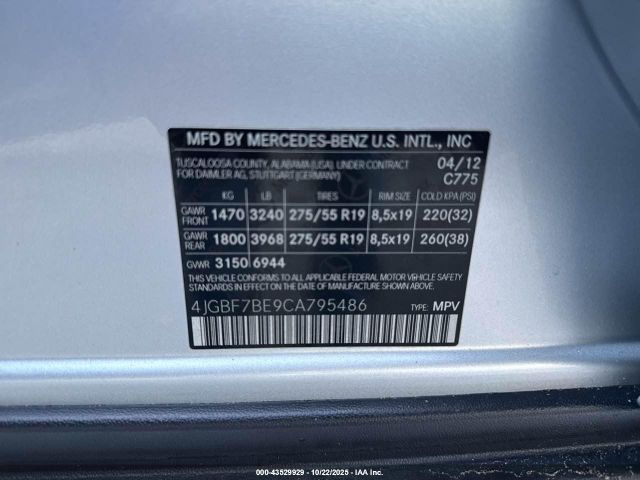 MFD BY MERCEDES-BENZ U.S. INTL., INC
TUSCALOOSA COUNTY, ALABAMA (USA), UNDER CONTRACT 04/12
FOR DAIMLER AG, STUTTGART (GERMANY) C775
KG LB TIRES RIM SIZE COLD KPA (PSI)
GAWR FRONT 1470 3240 275/55 R19 8,5x19 220(32)
GAWR REAR 1800 3968 275/55 R19 8,5x19 260(38)
GVWR 3150 6944
THIS VEHICLE CONFORMS TO ALL APPLICABLE FEDERAL MOTOR VEHICLE SAFETY
STANDARDS IN EFFECT ON THE DATE OF MANUFACTURE SHOWN ABOVE.
4JGBF7BE9CA795486 TYPE: MPV
000-43529929 - 10/22/2025 - IAAI.com